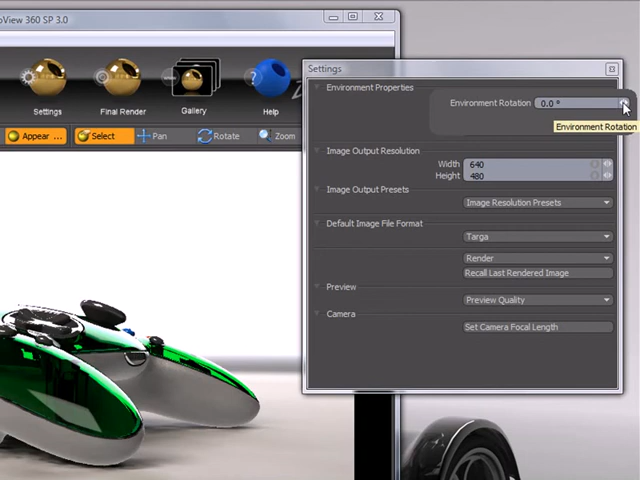 oView 360 SP 3.0
Settings
Final Render
Gallery
Help
Appear ...
Select
Pan
Rotate
Zoom
Settings
Environment Properties
Environment Rotation
0.0 °
Environment Rotation
Image Output Resolution
Width 640
Height 480
Image Output Presets
Image Resolution Presets
Default Image File Format
Targa
Render
Recall Last Rendered Image
Preview
Preview Quality
Camera
Set Camera Focal Length